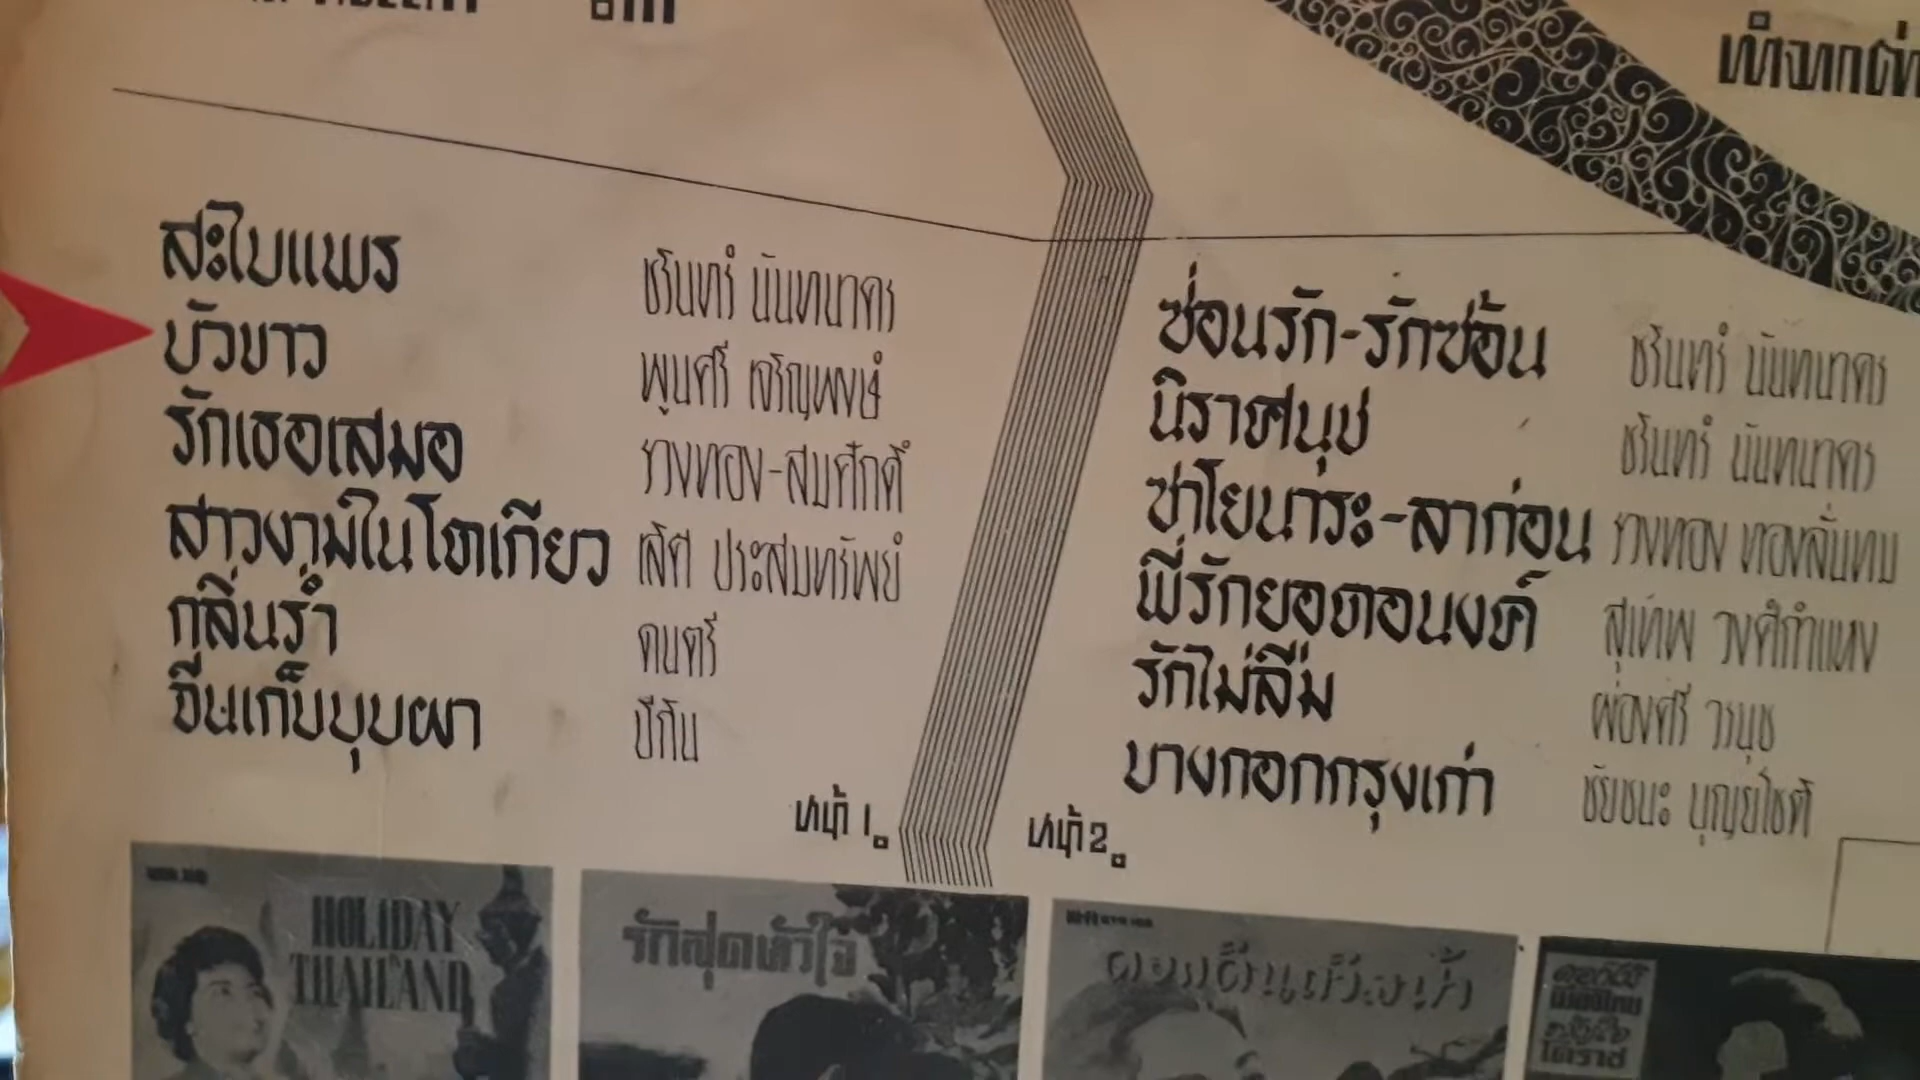 สะไบแพร
ชรินทร์ นันทนาคร
บัวขาว
พูนศรี เจริญพงษ์
รักเธอเสมอ
รวงทอง-สมศักดิ์
สาวงามในโตเกียว
เลิศ ประสมทรัพย์
กลิ่นร่ำ
ดนตรี
จีนเก็บบุบผา
บีกัน
หน้า 1.
ซ่อนรัก-รักซ้อน
ชรินทร์ นันทนาคร
นิราศนุช
ชรินทร์ นันทนาคร
ซาโยนาระ-ลาก่อน
รวงทอง ทองลั่นทม
พี่รักยอดอนงค์
สุเทพ วงศ์กำแหง
รักไม่ลืม
ผ่องศรี วรนุช
บางกอกกรุงเก่า
ชัยชนะ บุญยโชติ
หน้า 2.
HOLIDAY
THAILAND
รักสุดหัวใจ